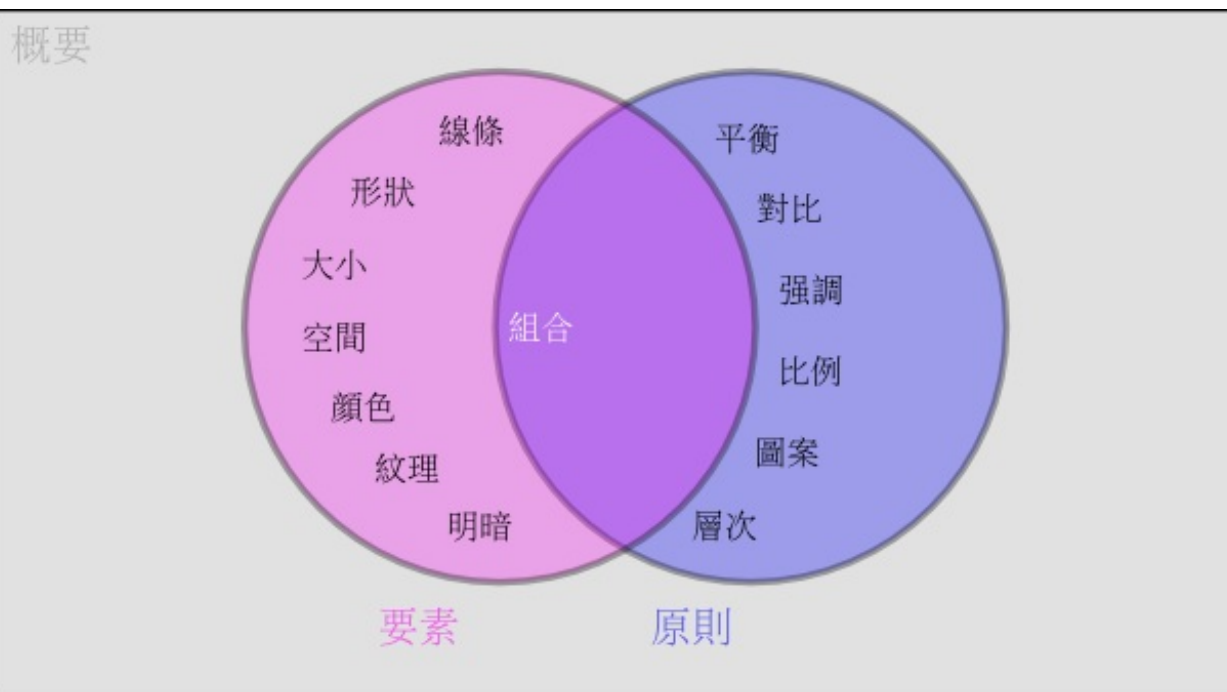 概要
線條
形狀
大小
空間
顏色
紋理
明暗
組合
平衡
對比
强調
比例
圖案
層次
要素
原則